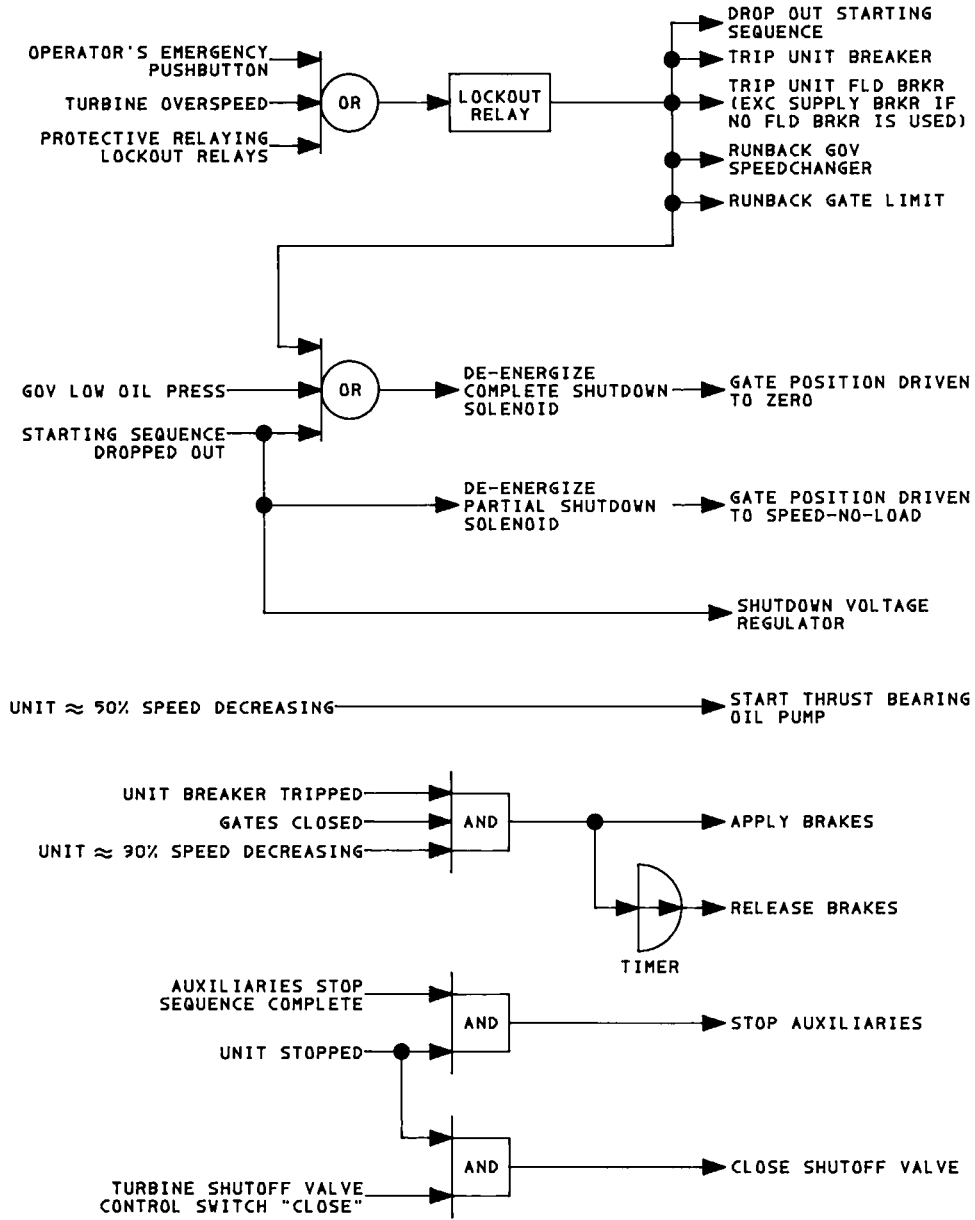 DROP OUT STARTING
SEQUENCE
OPERATOR'S EMERGENCY
PUSHBUTTON
TRIP UNIT BREAKER
TURBINE OVERSPEED
OR
LOCKOUT
RELAY
TRIP UNIT FLD BRKR
(EXC SUPPLY BRKR IF
NO FLD BRKR IS USED)
PROTECTIVE RELAYING
LOCKOUT RELAYS
RUNBACK GOV
SPEEDCHANGER
RUNBACK GATE LIMIT
GOV LOW OIL PRESS
OR
DE-ENERGIZE
COMPLETE SHUTDOWN
SOLENOID
GATE POSITION DRIVEN
TO ZERO
STARTING SEQUENCE
DROPPED OUT
DE-ENERGIZE
PARTIAL SHUTDOWN
SOLENOID
GATE POSITION DRIVEN
TO SPEED-NO-LOAD
SHUTDOWN VOLTAGE
REGULATOR
UNIT ≈ 50% SPEED DECREASING
START THRUST BEARING
OIL PUMP
UNIT BREAKER TRIPPED
GATES CLOSED
AND
APPLY BRAKES
UNIT ≈ 30% SPEED DECREASING
RELEASE BRAKES
TIMER
AUXILIARIES STOP
SEQUENCE COMPLETE
AND
STOP AUXILIARIES
UNIT STOPPED
AND
CLOSE SHUTOFF VALVE
TURBINE SHUTOFF VALVE
CONTROL SWITCH "CLOSE"